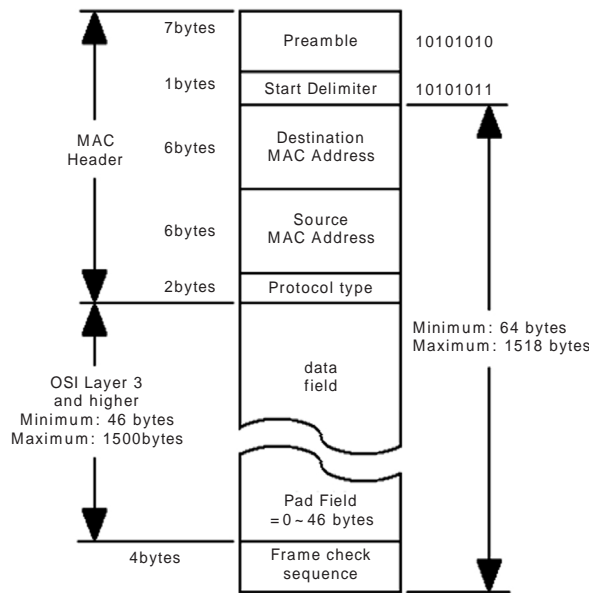 7bytes
Preamble
10101010
1bytes
Start Delimiter
10101011
MAC
Header
6bytes
Destination
MAC Address
6bytes
Source
MAC Address
2bytes
Protocol type
Minimum: 64 bytes
Maximum: 1518 bytes
data
field
OSI Layer 3
and higher
Minimum: 46 bytes
Maximum: 1500bytes
Pad Field
=0~46 bytes
4bytes
Frame check
sequence